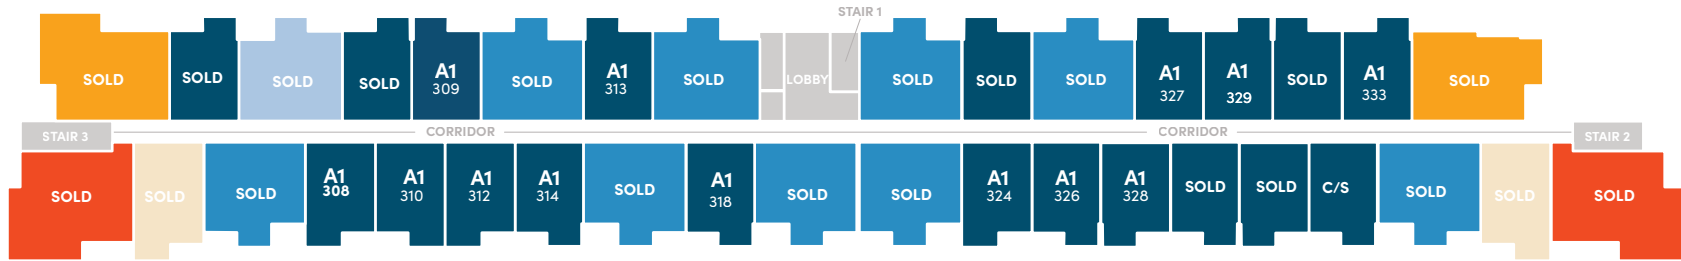 STAIR 1
SOLD
SOLD
SOLD
SOLD
A1
309
SOLD
A1
313
SOLD
LOBBY
SOLD
SOLD
SOLD
A1
327
A1
329
SOLD
A1
333
SOLD
STAIR 3
CORRIDOR
CORRIDOR
STAIR 2
SOLD
SOLD
SOLD
A1
308
A1
310
A1
312
A1
314
SOLD
A1
318
SOLD
SOLD
A1
324
A1
326
A1
328
SOLD
SOLD
C/S
SOLD
SOLD
SOLD